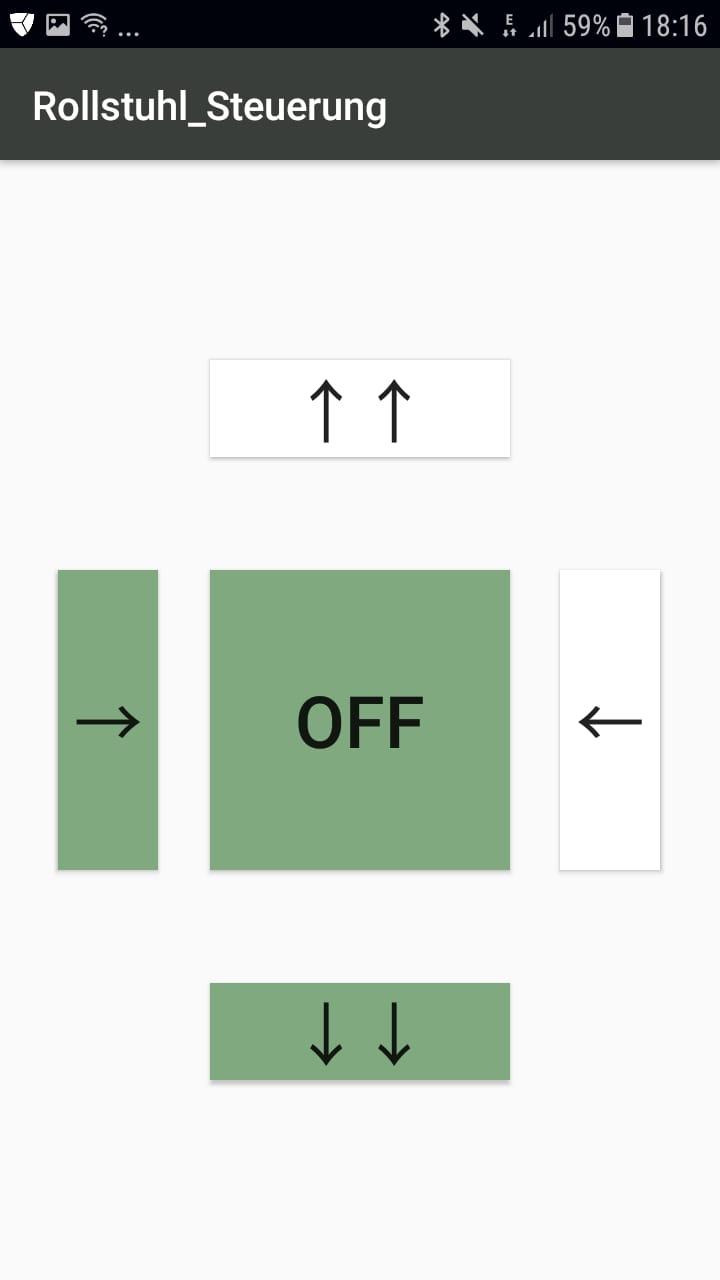 ... E 59% 18:16
Rollstuhl_Steuerung
↑ ↑
→ OFF ←
↓ ↓